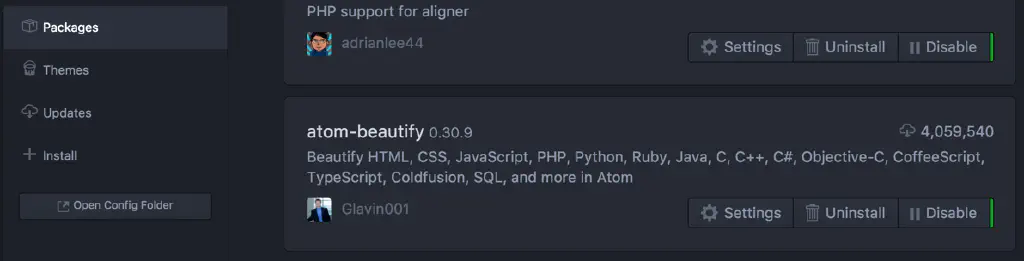 Packages
Themes
Updates
Install
Open Config Folder
PHP support for aligner
adrianlee44
Settings Uninstall Disable
atom-beautify 0.30.9 4,059,540
Beautify HTML, CSS, JavaScript, PHP, Python, Ruby, Java, C, C++, C#, Objective-C, CoffeeScript,
TypeScript, Coldfusion, SQL, and more in Atom
Glavin001
Settings Uninstall Disable